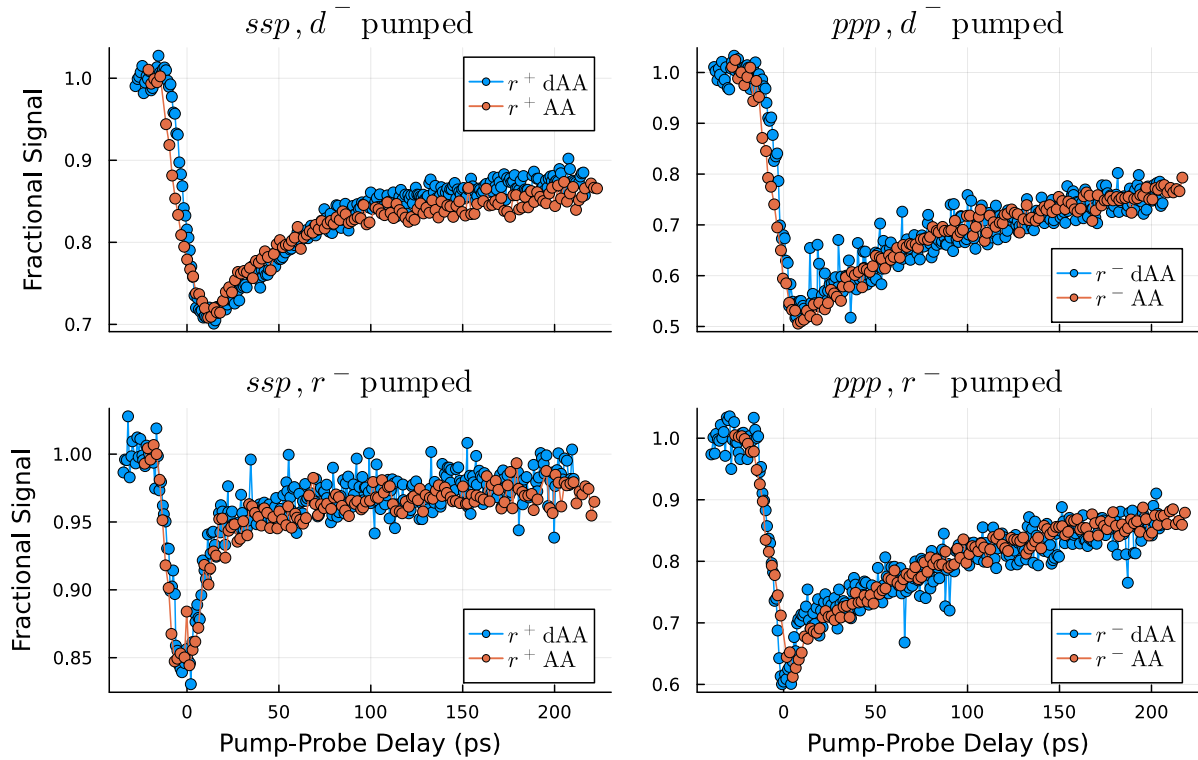 ssp, d⁻ pumped
ppp, d⁻ pumped
Fractional Signal
1.0
0.9
0.8
0.7
r⁺ dAA
r⁺ AA
1.0
0.9
0.8
0.7
0.6
0.5
r⁻ dAA
r⁻ AA
ssp, r⁻ pumped
ppp, r⁻ pumped
Fractional Signal
1.00
0.95
0.90
0.85
r⁺ dAA
r⁺ AA
0 50 100 150 200
Pump-Probe Delay (ps)
1.0
0.9
0.8
0.7
0.6
r⁻ dAA
r⁻ AA
0 50 100 150 200
Pump-Probe Delay (ps)